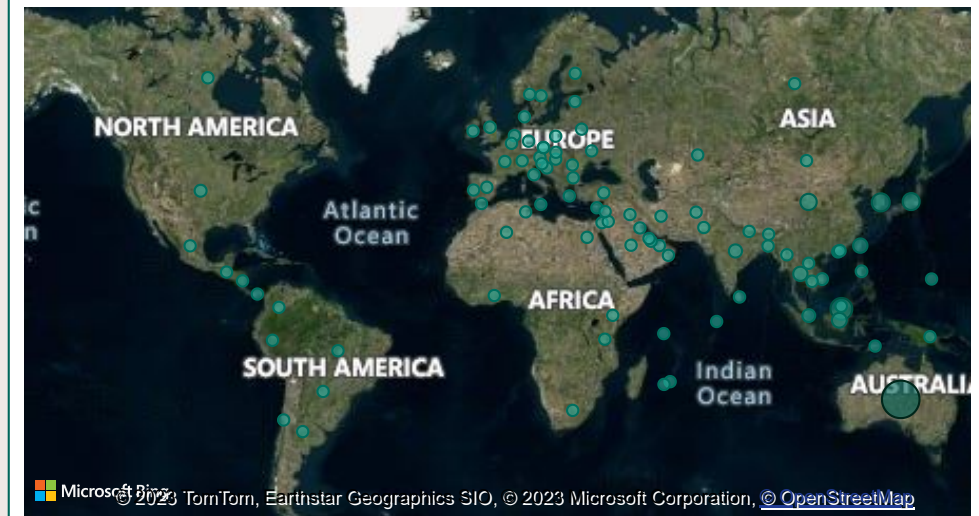 NORTH AMERICA
EUROPE
ASIA
Atlantic
Ocean
ic
n
AFRICA
SOUTH AMERICA
Indian
Ocean
AUSTRALIA
Microsoft Bing
© 2023 TomTom, Earthstar Geographics SIO, © 2023 Microsoft Corporation, © OpenStreetMap